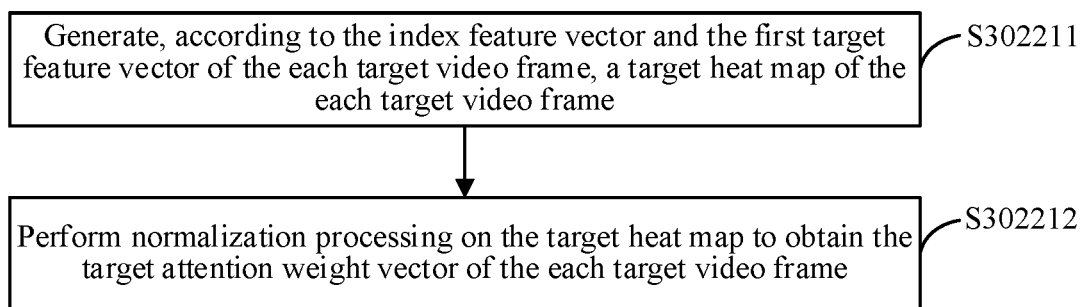 Generate, according to the index feature vector and the first target
feature vector of the each target video frame, a target heat map of the
each target video frame
S302211
Perform normalization processing on the target heat map to obtain the
target attention weight vector of the each target video frame
S302212